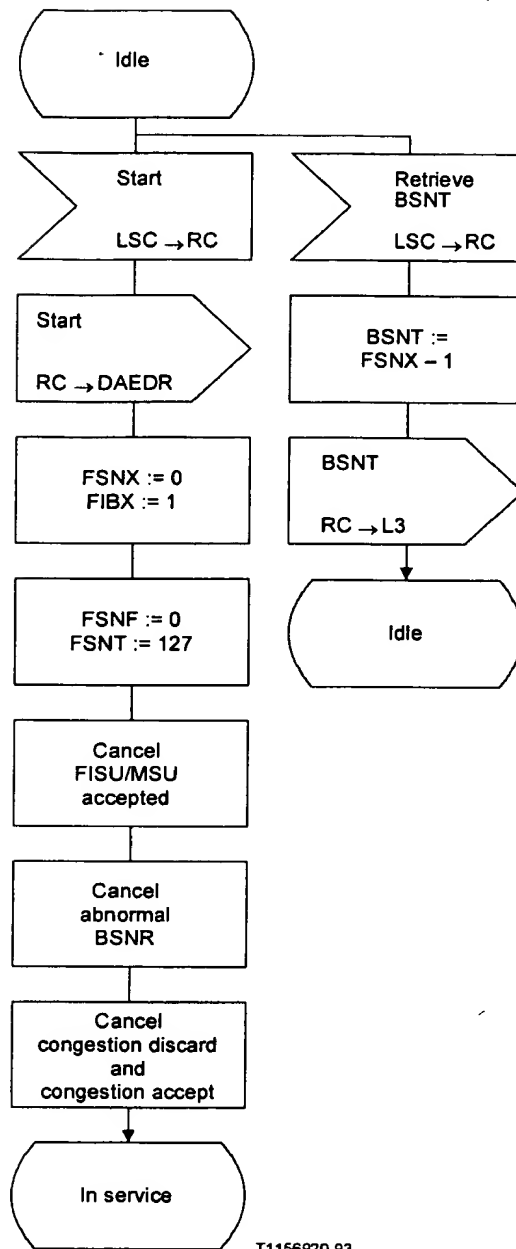 Idle
Start
LSC → RC
Retrieve
BSNT
LSC → RC
Start
RC → DAEDR
BSNT :=
FSNX – 1
FSNX := 0
FIBX := 1
BSNT
RC → L3
FSNF := 0
FSNT := 127
Idle
Cancel
FISU/MSU
accepted
Cancel
abnormal
BSNR
Cancel
congestion discard
and
congestion accept
In service
T1156920-93